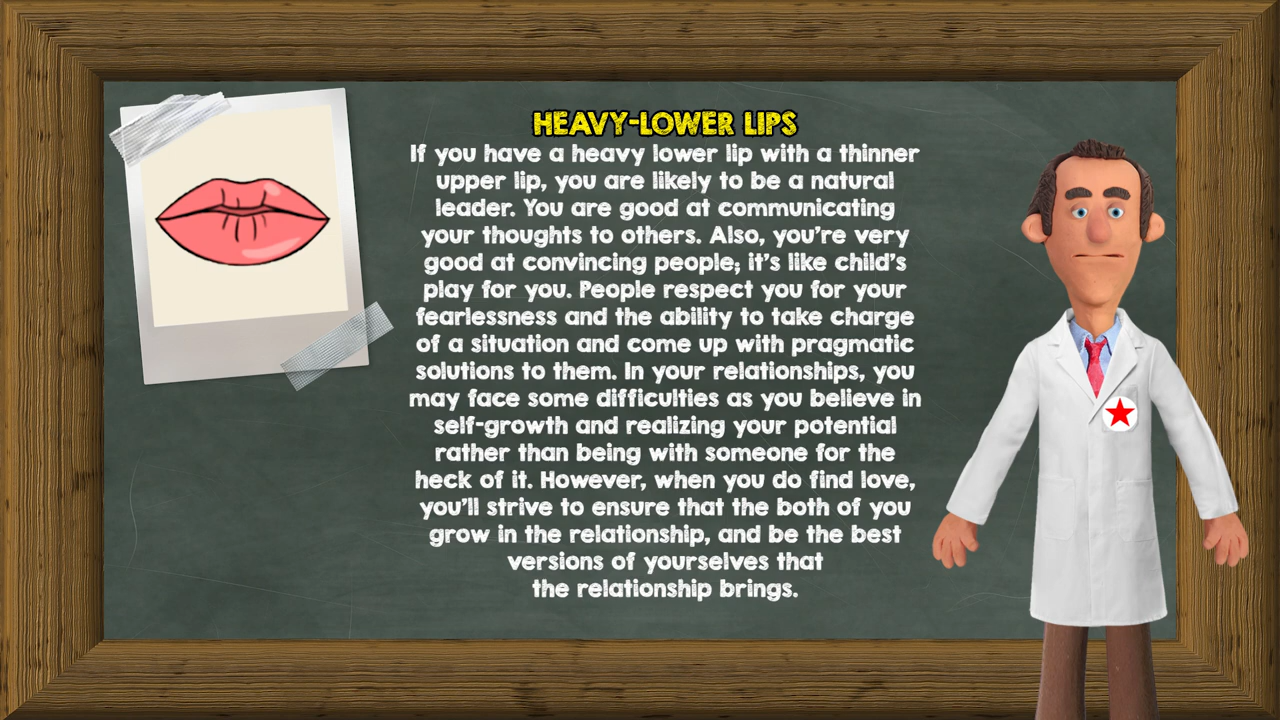 HEAVY-LOWER LIPS
If you have a heavy lower lip with a thinner
upper lip, you are likely to be a natural
leader. You are good at communicating
your thoughts to others. Also, you're very
good at convincing people; it's like child's
play for you. People respect you for your
fearlessness and the ability to take charge
of a situation and come up with pragmatic
solutions to them. In your relationships, you
may face some difficulties as you believe in
self-growth and realizing your potential
rather than being with someone for the
heck of it. However, when you do find love,
you'll strive to ensure that the both of you
grow in the relationship, and be the best
versions of yourselves that
the relationship brings.